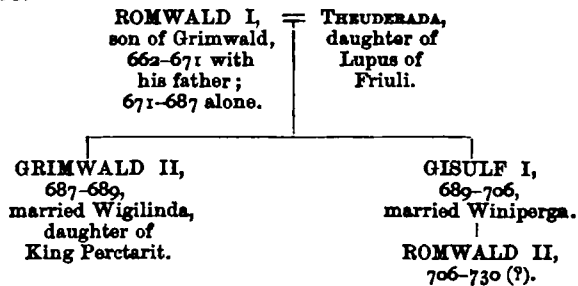 ROMWALD I, = THEUDERADA,
son of Grimwald, daughter of
662–671 with Lupus of
his father; Friuli.
671–687 alone.
GRIMWALD II, GISULF I,
687–689, 689–706,
married Wigilinda, married Winiperga.
daughter of
King Perctarit. ROMWALD II,
706–730 (?).